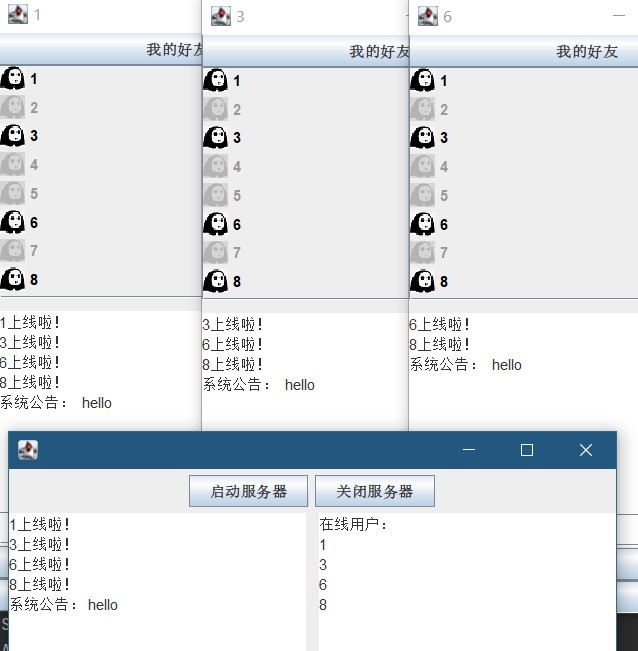 1
我的好友
1
2
3
4
5
6
7
8
1上线啦！
3上线啦！
6上线啦！
8上线啦！
系统公告： hello
3
我的好友
1
2
3
4
5
6
7
8
3上线啦！
6上线啦！
8上线啦！
系统公告： hello
6
我的好友
1
2
3
4
5
6
7
8
6上线啦！
8上线啦！
系统公告： hello
启动服务器
关闭服务器
1上线啦！
3上线啦！
6上线啦！
8上线啦！
系统公告： hello
在线用户：
1
3
6
8